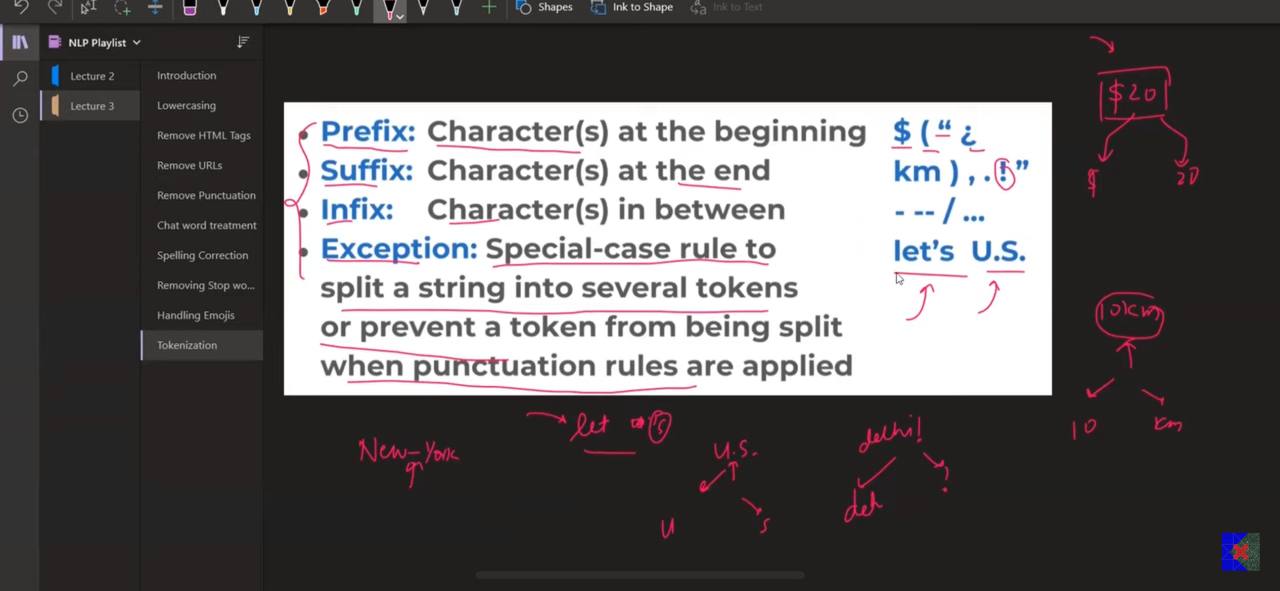 Shapes Ink to Shape Ink to Text
NLP Playlist
Lecture 2
Lecture 3
Introduction
Lowercasing
Remove HTML Tags
Remove URLs
Remove Punctuation
Chat word treatment
Spelling Correction
Removing Stop wo...
Handling Emojis
Tokenization
Prefix: Character(s) at the beginning $ ( “ ¿
Suffix: Character(s) at the end km ) , . ! ”
Infix: Character(s) in between - -- / ...
Exception: Special-case rule to let’s U.S.
split a string into several tokens
or prevent a token from being split
when punctuation rules are applied
$20
$ 20
10km
10 km
New-York
let 's
U.S.
U S
delhi!
del !